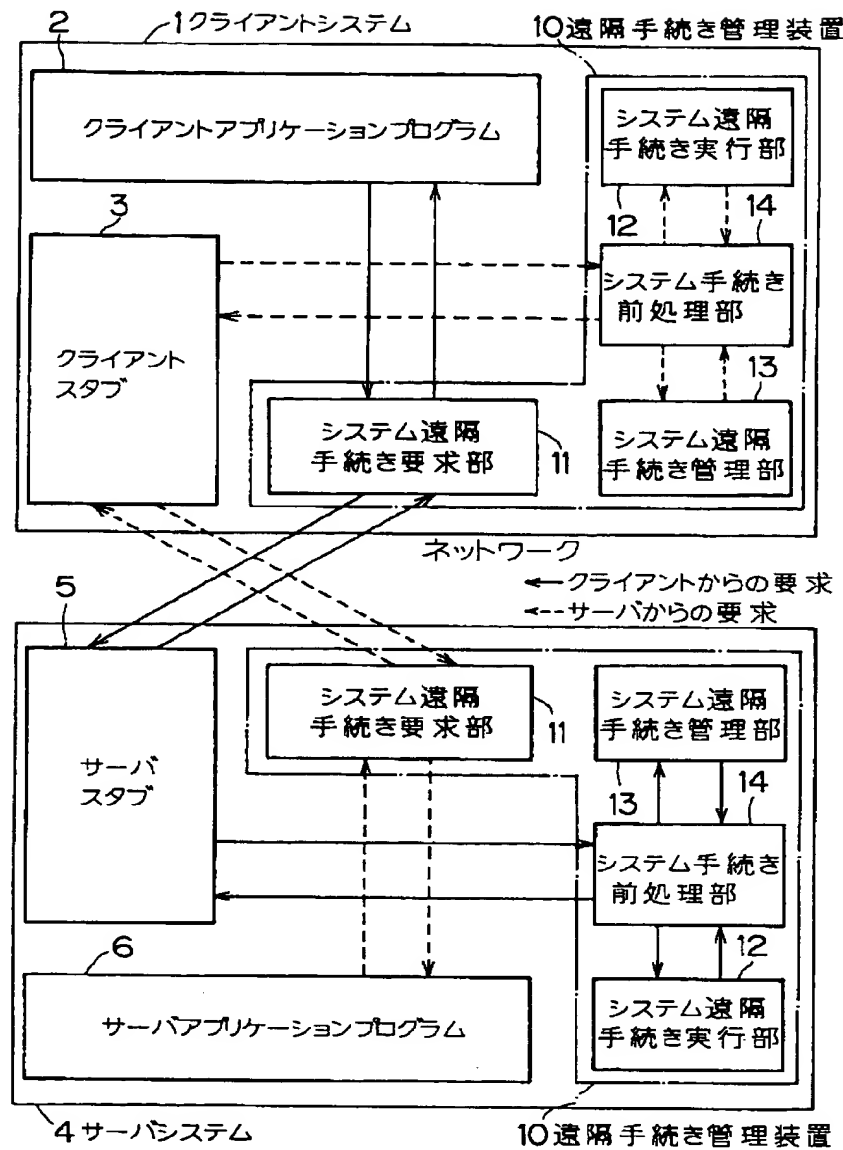 1クライアントシステム
10遠隔手続き管理装置
2
クライアントアプリケーションプログラム
システム遠隔
手続き実行部
12
14
3
システム手続き
前処理部
クライアント
スタブ
13
システム遠隔
手続き要求部
11
システム遠隔
手続き管理部
ネットワーク
クライアントからの要求
サーバからの要求
5
システム遠隔
手続き要求部
11
システム遠隔
手続き管理部
サーバ
スタブ
13
14
システム手続き
前処理部
6
12
サーバアプリケーションプログラム
システム遠隔
手続き実行部
4サーバシステム
10遠隔手続き管理装置